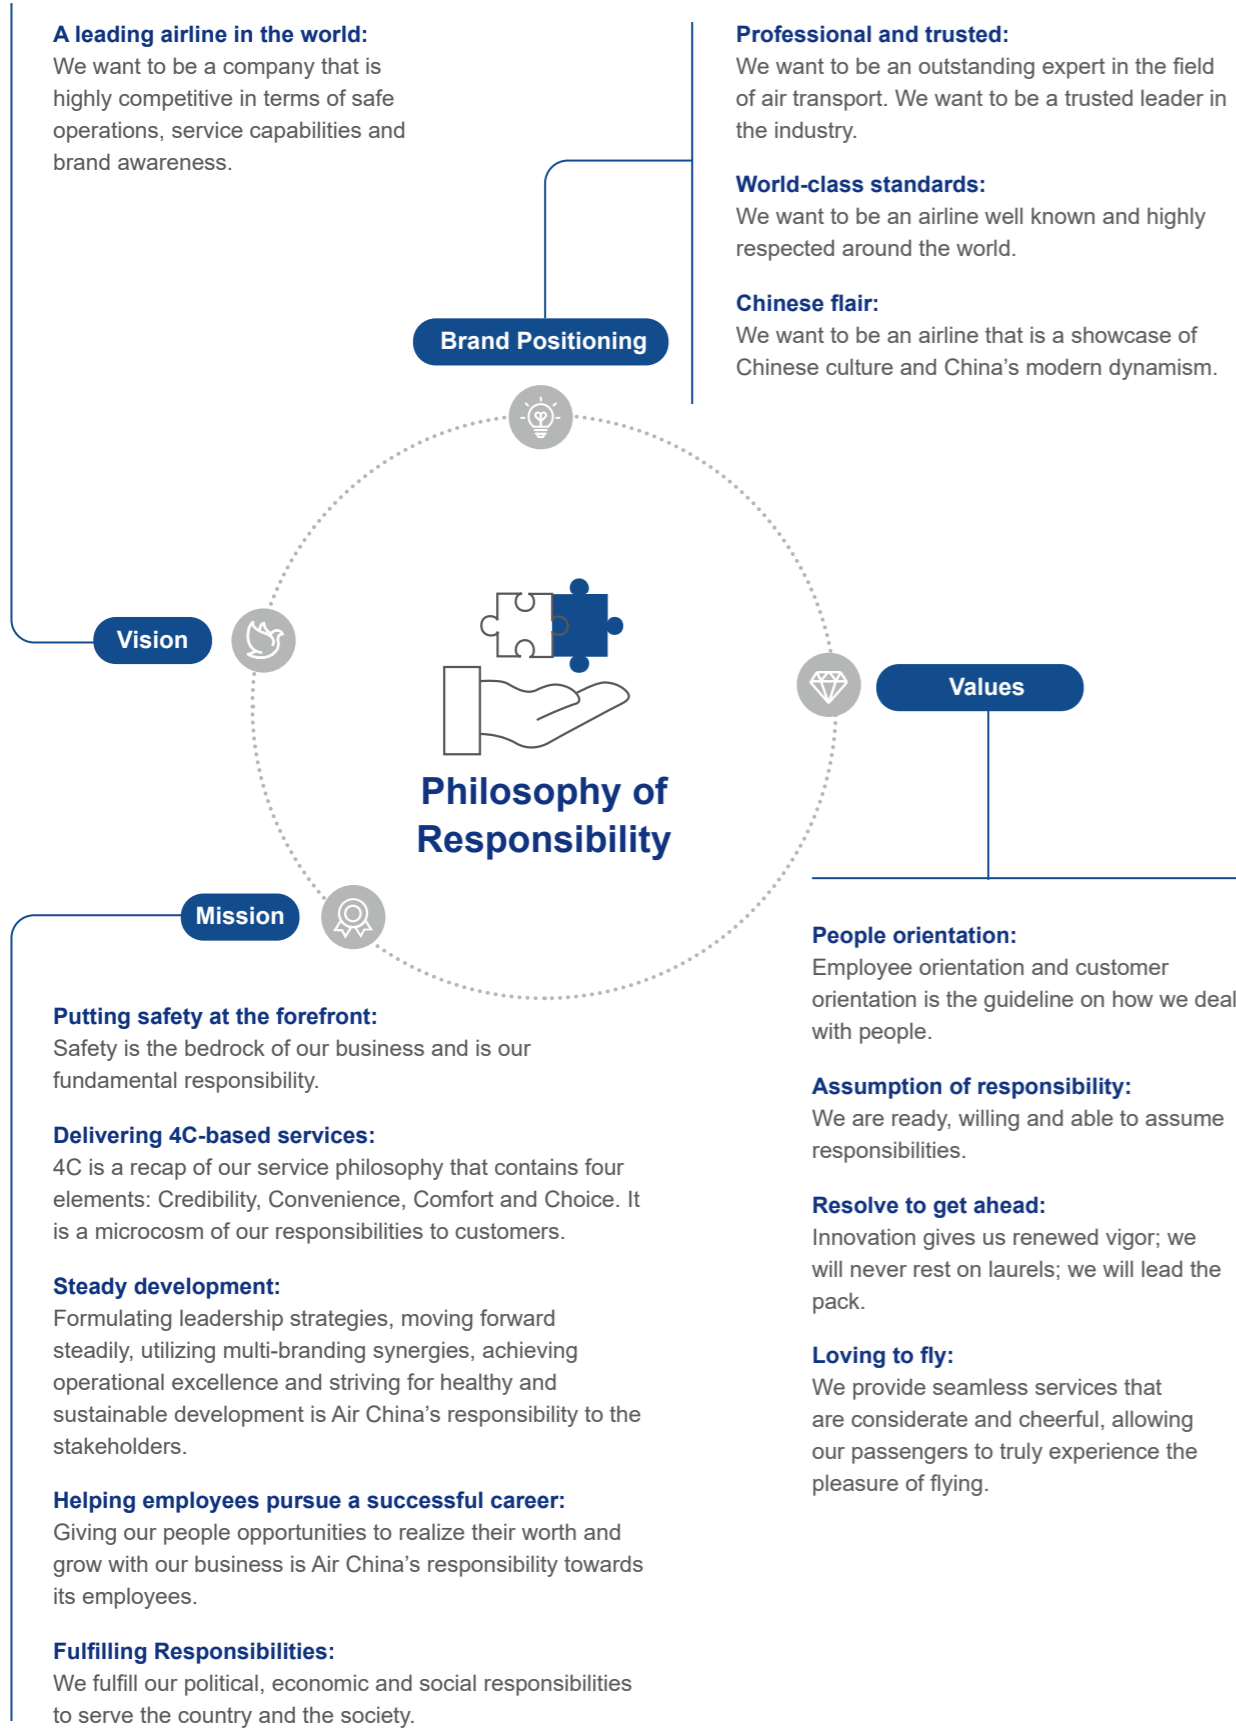 A leading airline in the world:
We want to be a company that is
highly competitive in terms of safe
operations, service capabilities and
brand awareness.
Professional and trusted:
We want to be an outstanding expert in the field
of air transport. We want to be a trusted leader in
the industry.
World-class standards:
We want to be an airline well known and highly
respected around the world.
Chinese flair:
We want to be an airline that is a showcase of
Chinese culture and China’s modern dynamism.
Brand Positioning
Vision
Values
Philosophy of
Responsibility
Mission
Putting safety at the forefront:
Safety is the bedrock of our business and is our
fundamental responsibility.
Delivering 4C-based services:
4C is a recap of our service philosophy that contains four
elements: Credibility, Convenience, Comfort and Choice. It
is a microcosm of our responsibilities to customers.
Steady development:
Formulating leadership strategies, moving forward
steadily, utilizing multi-branding synergies, achieving
operational excellence and striving for healthy and
sustainable development is Air China’s responsibility to the
stakeholders.
Helping employees pursue a successful career:
Giving our people opportunities to realize their worth and
grow with our business is Air China’s responsibility towards
its employees.
Fulfilling Responsibilities:
We fulfill our political, economic and social responsibilities
to serve the country and the society.
People orientation:
Employee orientation and customer
orientation is the guideline on how we deal
with people.
Assumption of responsibility:
We are ready, willing and able to assume
responsibilities.
Resolve to get ahead:
Innovation gives us renewed vigor; we
will never rest on laurels; we will lead the
pack.
Loving to fly:
We provide seamless services that
are considerate and cheerful, allowing
our passengers to truly experience the
pleasure of flying.